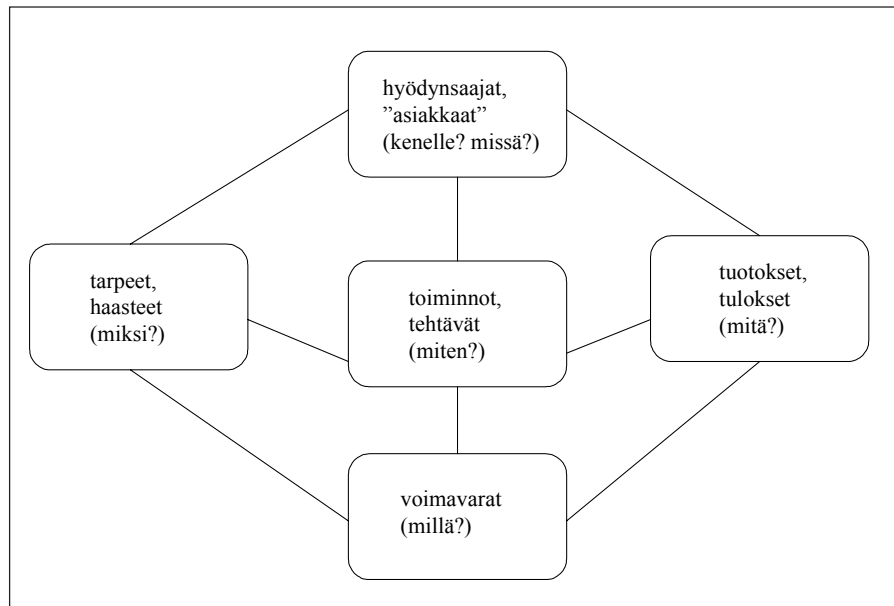 hyödynsaajat,
”asiakkaat”
(kenelle? missä?)
tarpeet,
haasteet
(miksi?)
toiminnot,
tehtävät
(miten?)
tuotokset,
tulokset
(mitä?)
voimavarat
(millä?)